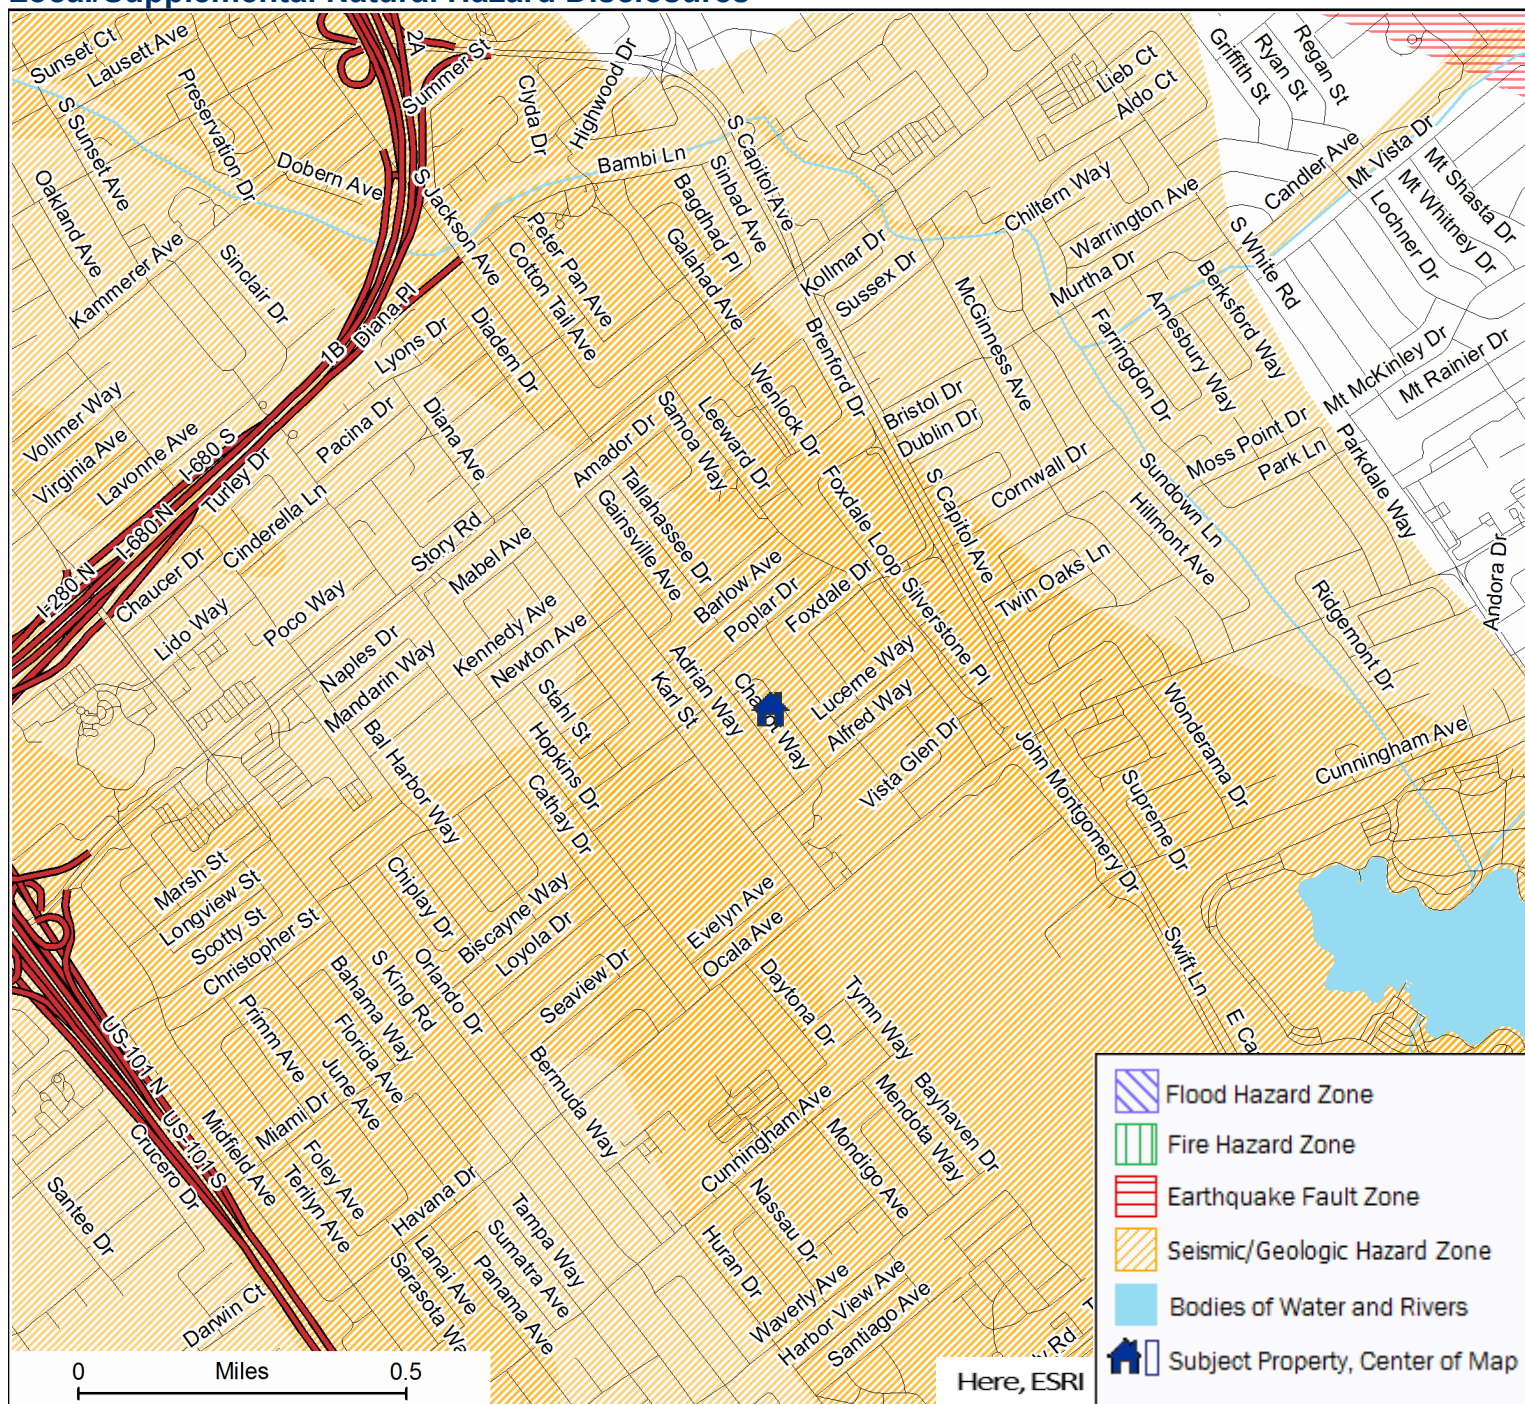 Local/Supplemental Natural Hazard Disclosures
Sunset Ct
Lausett Ave
2A
Summer St
Highwood Dr
Clyda Dr
Lieb Ct
Aldo Ct
Griffith St
Ryan St
Regan St
S Sunset Ave
Preservation Dr
Dobern Ave
S Jackson Ave
Bambi Ln
S Capitol Ave
Sinbad Ave
Bagdhad Pl
Galahad Ave
Chiltern Way
Warrington Ave
Murtha Dr
Candler Ave
Mt Vista Dr
Mt Shasta Dr
Mt Whitney Dr
Lochner Dr
S White Rd
Oakland Ave
Kammerer Ave
Sinclair Dr
Peter Pan Ave
Cotton Tail Ave
Kollmar Dr
Sussex Dr
McGinness Ave
Berksford Way
Amesbury Way
Farringdon Dr
1B
Diana Pl
Lyons Dr
Diadem Dr
Brenford Dr
Wenlock Dr
Mt McKinley Dr
Mt Rainier Dr
Vollmer Way
Virginia Ave
Lavonne Ave
I-680 S
Turley Dr
Pacina Dr
Diana Ave
Amador Dr
Samoa Way
Leeward Dr
Bristol Dr
Dublin Dr
Cornwall Dr
Moss Point Dr
Park Ln
Parkdale Way
Sundown Ln
Hillmont Ave
I-680 N
Cinderella Ln
Tallahassee Dr
Gainsville Ave
Foxdale Loop
S Capitol Ave
I-280 N
Chaucer Dr
Story Rd
Mabel Ave
Barlow Ave
Poplar Dr
Foxdale Dr
Silverstone Pl
Twin Oaks Ln
Andora Dr
Ridgemont Dr
Lido Way
Poco Way
Naples Dr
Mandarin Way
Kennedy Ave
Newton Ave
Adrian Way
Karl St
Lucerne Way
Alfred Way
Vista Glen Dr
Wonderama Dr
Cunningham Ave
Stahl St
Hopkins Dr
Cathay Dr
Bal Harbor Way
John Montgomery Dr
Supreme Dr
Marsh St
Longview St
Scotty St
Christopher St
Chipley Dr
Biscayne Way
Loyola Dr
Evelyn Ave
Ocala Ave
Swift Ln
Orlando Dr
S King Rd
Bahama Way
Florida Ave
June Ave
Primm Ave
Seaview Dr
Daytona Dr
Tymn Way
US-101 N
US-101 S
Crucero Dr
Midfield Ave
Miami Dr
Foley Ave
Terilyn Ave
Bermuda Way
Cunningham Ave
Mondigo Ave
Mendota Way
Bayhaven Dr
Santee Dr
Darwin Ct
Havana Dr
Lanai Ave
Tampa Way
Sumatra Ave
Panama Ave
Nassau Dr
Huran Dr
Waverly Ave
Harbor View Ave
Santiago Ave
Flood Hazard Zone
Fire Hazard Zone
Earthquake Fault Zone
Seismic/Geologic Hazard Zone
Bodies of Water and Rivers
Subject Property, Center of Map
0 Miles 0.5
Here, ESRI